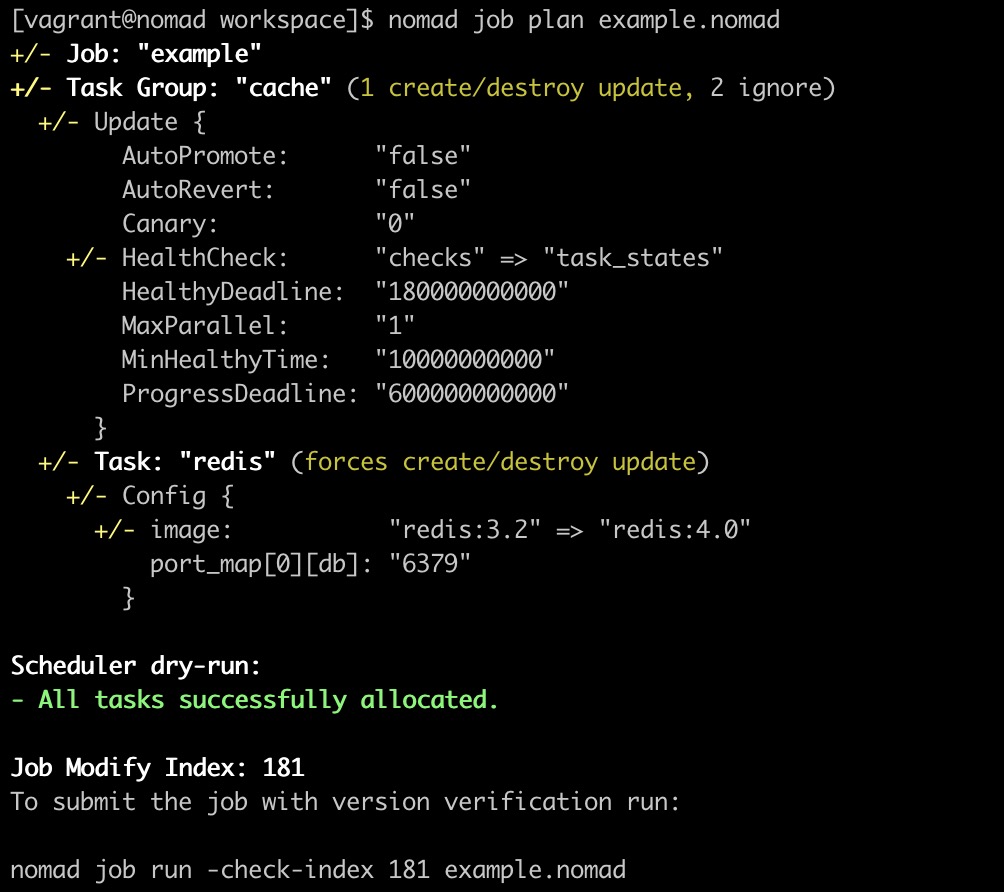 [vagrant@nomad workspace]$ nomad job plan example.nomad
+/- Job: "example"
+/- Task Group: "cache" (1 create/destroy update, 2 ignore)
  +/- Update {
        AutoPromote:      "false"
        AutoRevert:       "false"
        Canary:           "0"
    +/- HealthCheck:      "checks" => "task_states"
        HealthyDeadline:  "180000000000"
        MaxParallel:      "1"
        MinHealthyTime:   "10000000000"
        ProgressDeadline: "600000000000"
      }
  +/- Task: "redis" (forces create/destroy update)
    +/- Config {
      +/- image:           "redis:3.2" => "redis:4.0"
          port_map[0][db]: "6379"
        }

Scheduler dry-run:
- All tasks successfully allocated.

Job Modify Index: 181
To submit the job with version verification run:

nomad job run -check-index 181 example.nomad